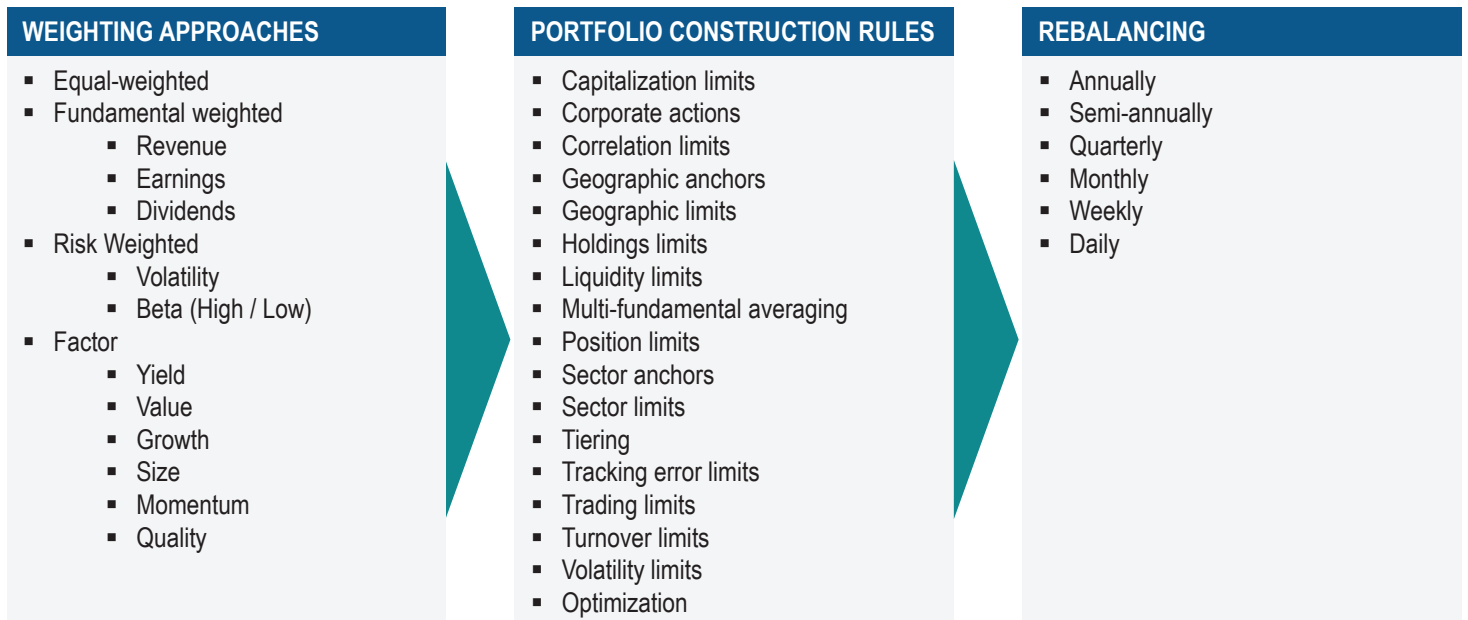 WEIGHTING APPROACHES
▪ Equal-weighted
▪ Fundamental weighted
▪ Revenue
▪ Earnings
▪ Dividends
▪ Risk Weighted
▪ Volatility
▪ Beta (High / Low)
▪ Factor
▪ Yield
▪ Value
▪ Growth
▪ Size
▪ Momentum
▪ Quality
PORTFOLIO CONSTRUCTION RULES
▪ Capitalization limits
▪ Corporate actions
▪ Correlation limits
▪ Geographic anchors
▪ Geographic limits
▪ Holdings limits
▪ Liquidity limits
▪ Multi-fundamental averaging
▪ Position limits
▪ Sector anchors
▪ Sector limits
▪ Tiering
▪ Tracking error limits
▪ Trading limits
▪ Turnover limits
▪ Volatility limits
▪ Optimization
REBALANCING
▪ Annually
▪ Semi-annually
▪ Quarterly
▪ Monthly
▪ Weekly
▪ Daily